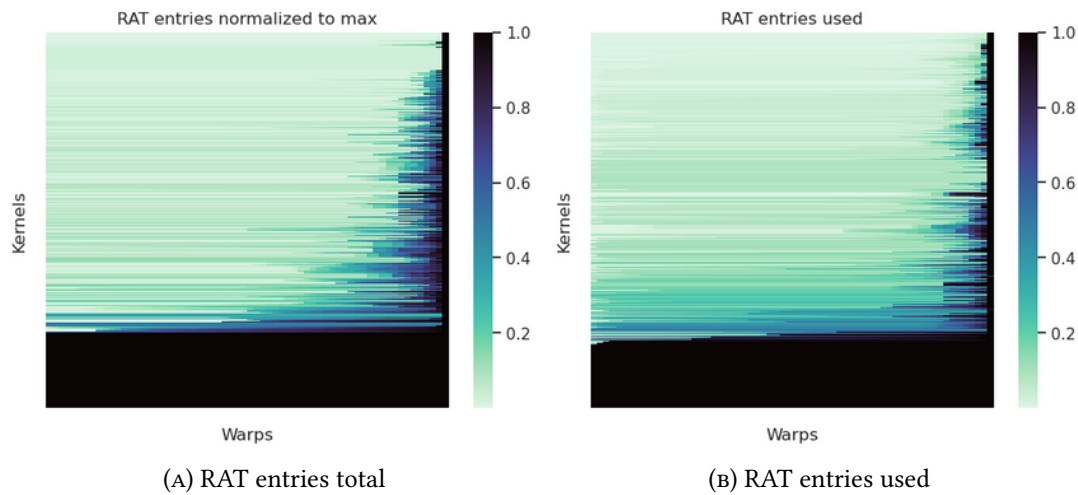 RAT entries normalized to max
RAT entries used
1.0
0.8
0.6
0.4
0.2
1.0
0.8
0.6
0.4
0.2
Kernels
Kernels
Warps
Warps
(A) RAT entries total
(B) RAT entries used